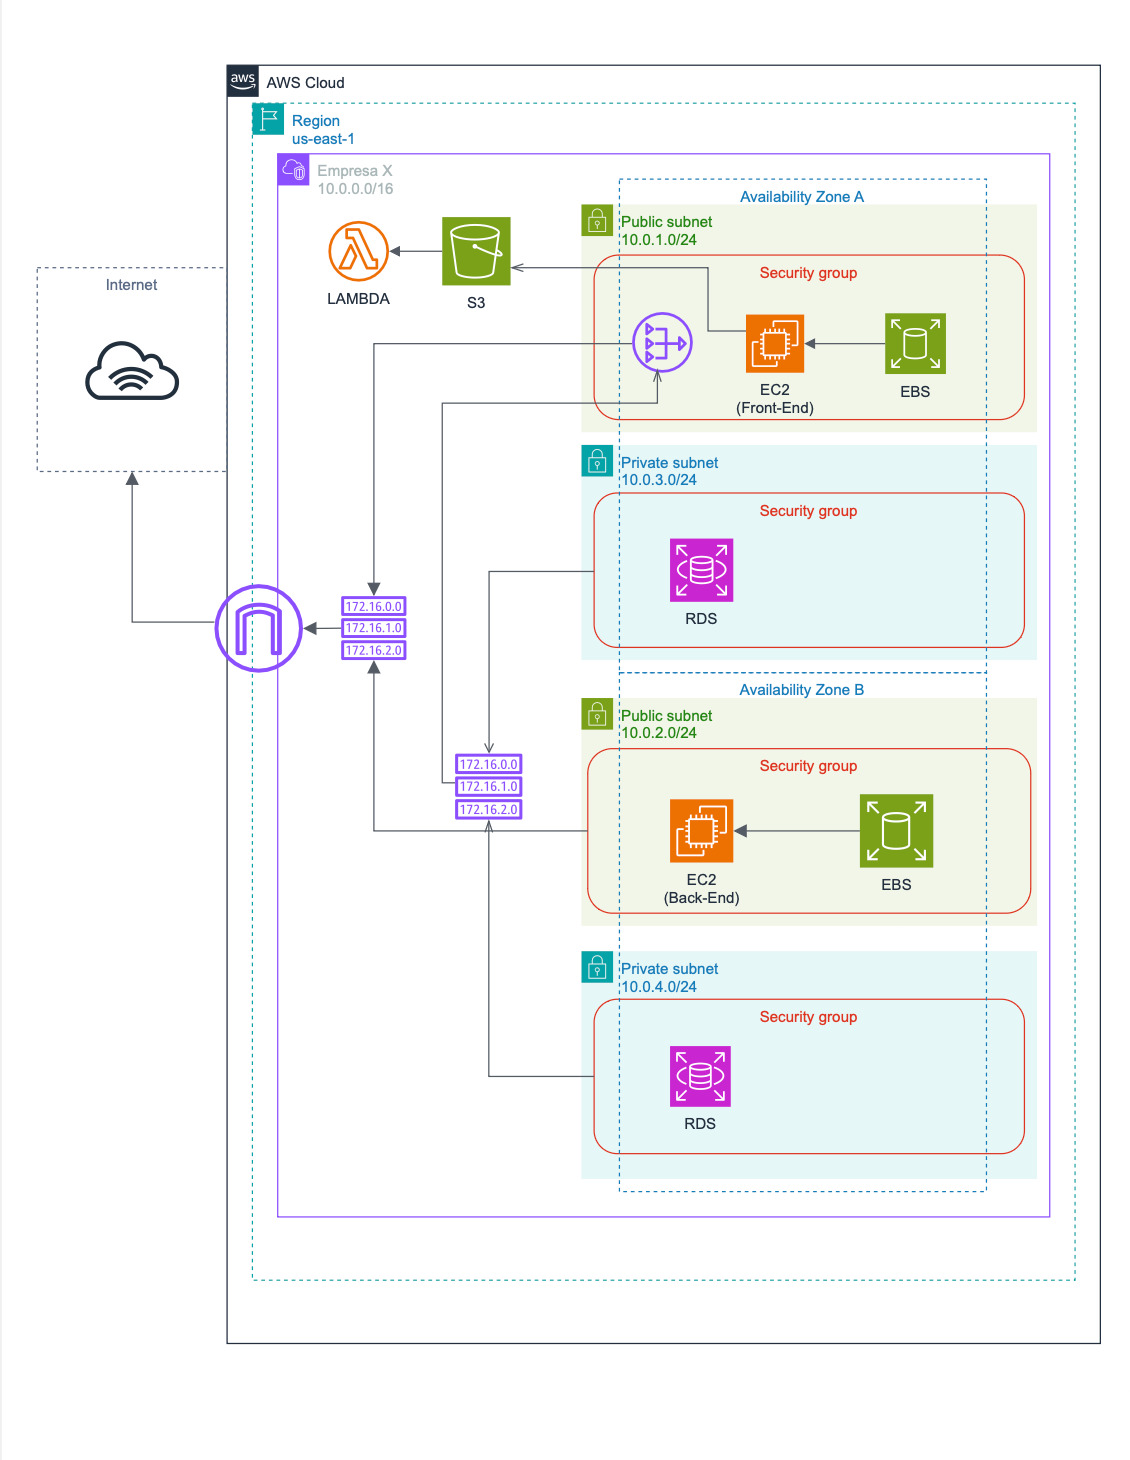 aws
AWS Cloud
Region
us-east-1
Empresa X
10.0.0.0/16
Availability Zone A
Public subnet
10.0.1.0/24
Security group
LAMBDA
S3
Internet
EC2
(Front-End)
EBS
Private subnet
10.0.3.0/24
Security group
RDS
172.16.0.0
172.16.1.0
172.16.2.0
Availability Zone B
Public subnet
10.0.2.0/24
Security group
172.16.0.0
172.16.1.0
172.16.2.0
EC2
(Back-End)
EBS
Private subnet
10.0.4.0/24
Security group
RDS